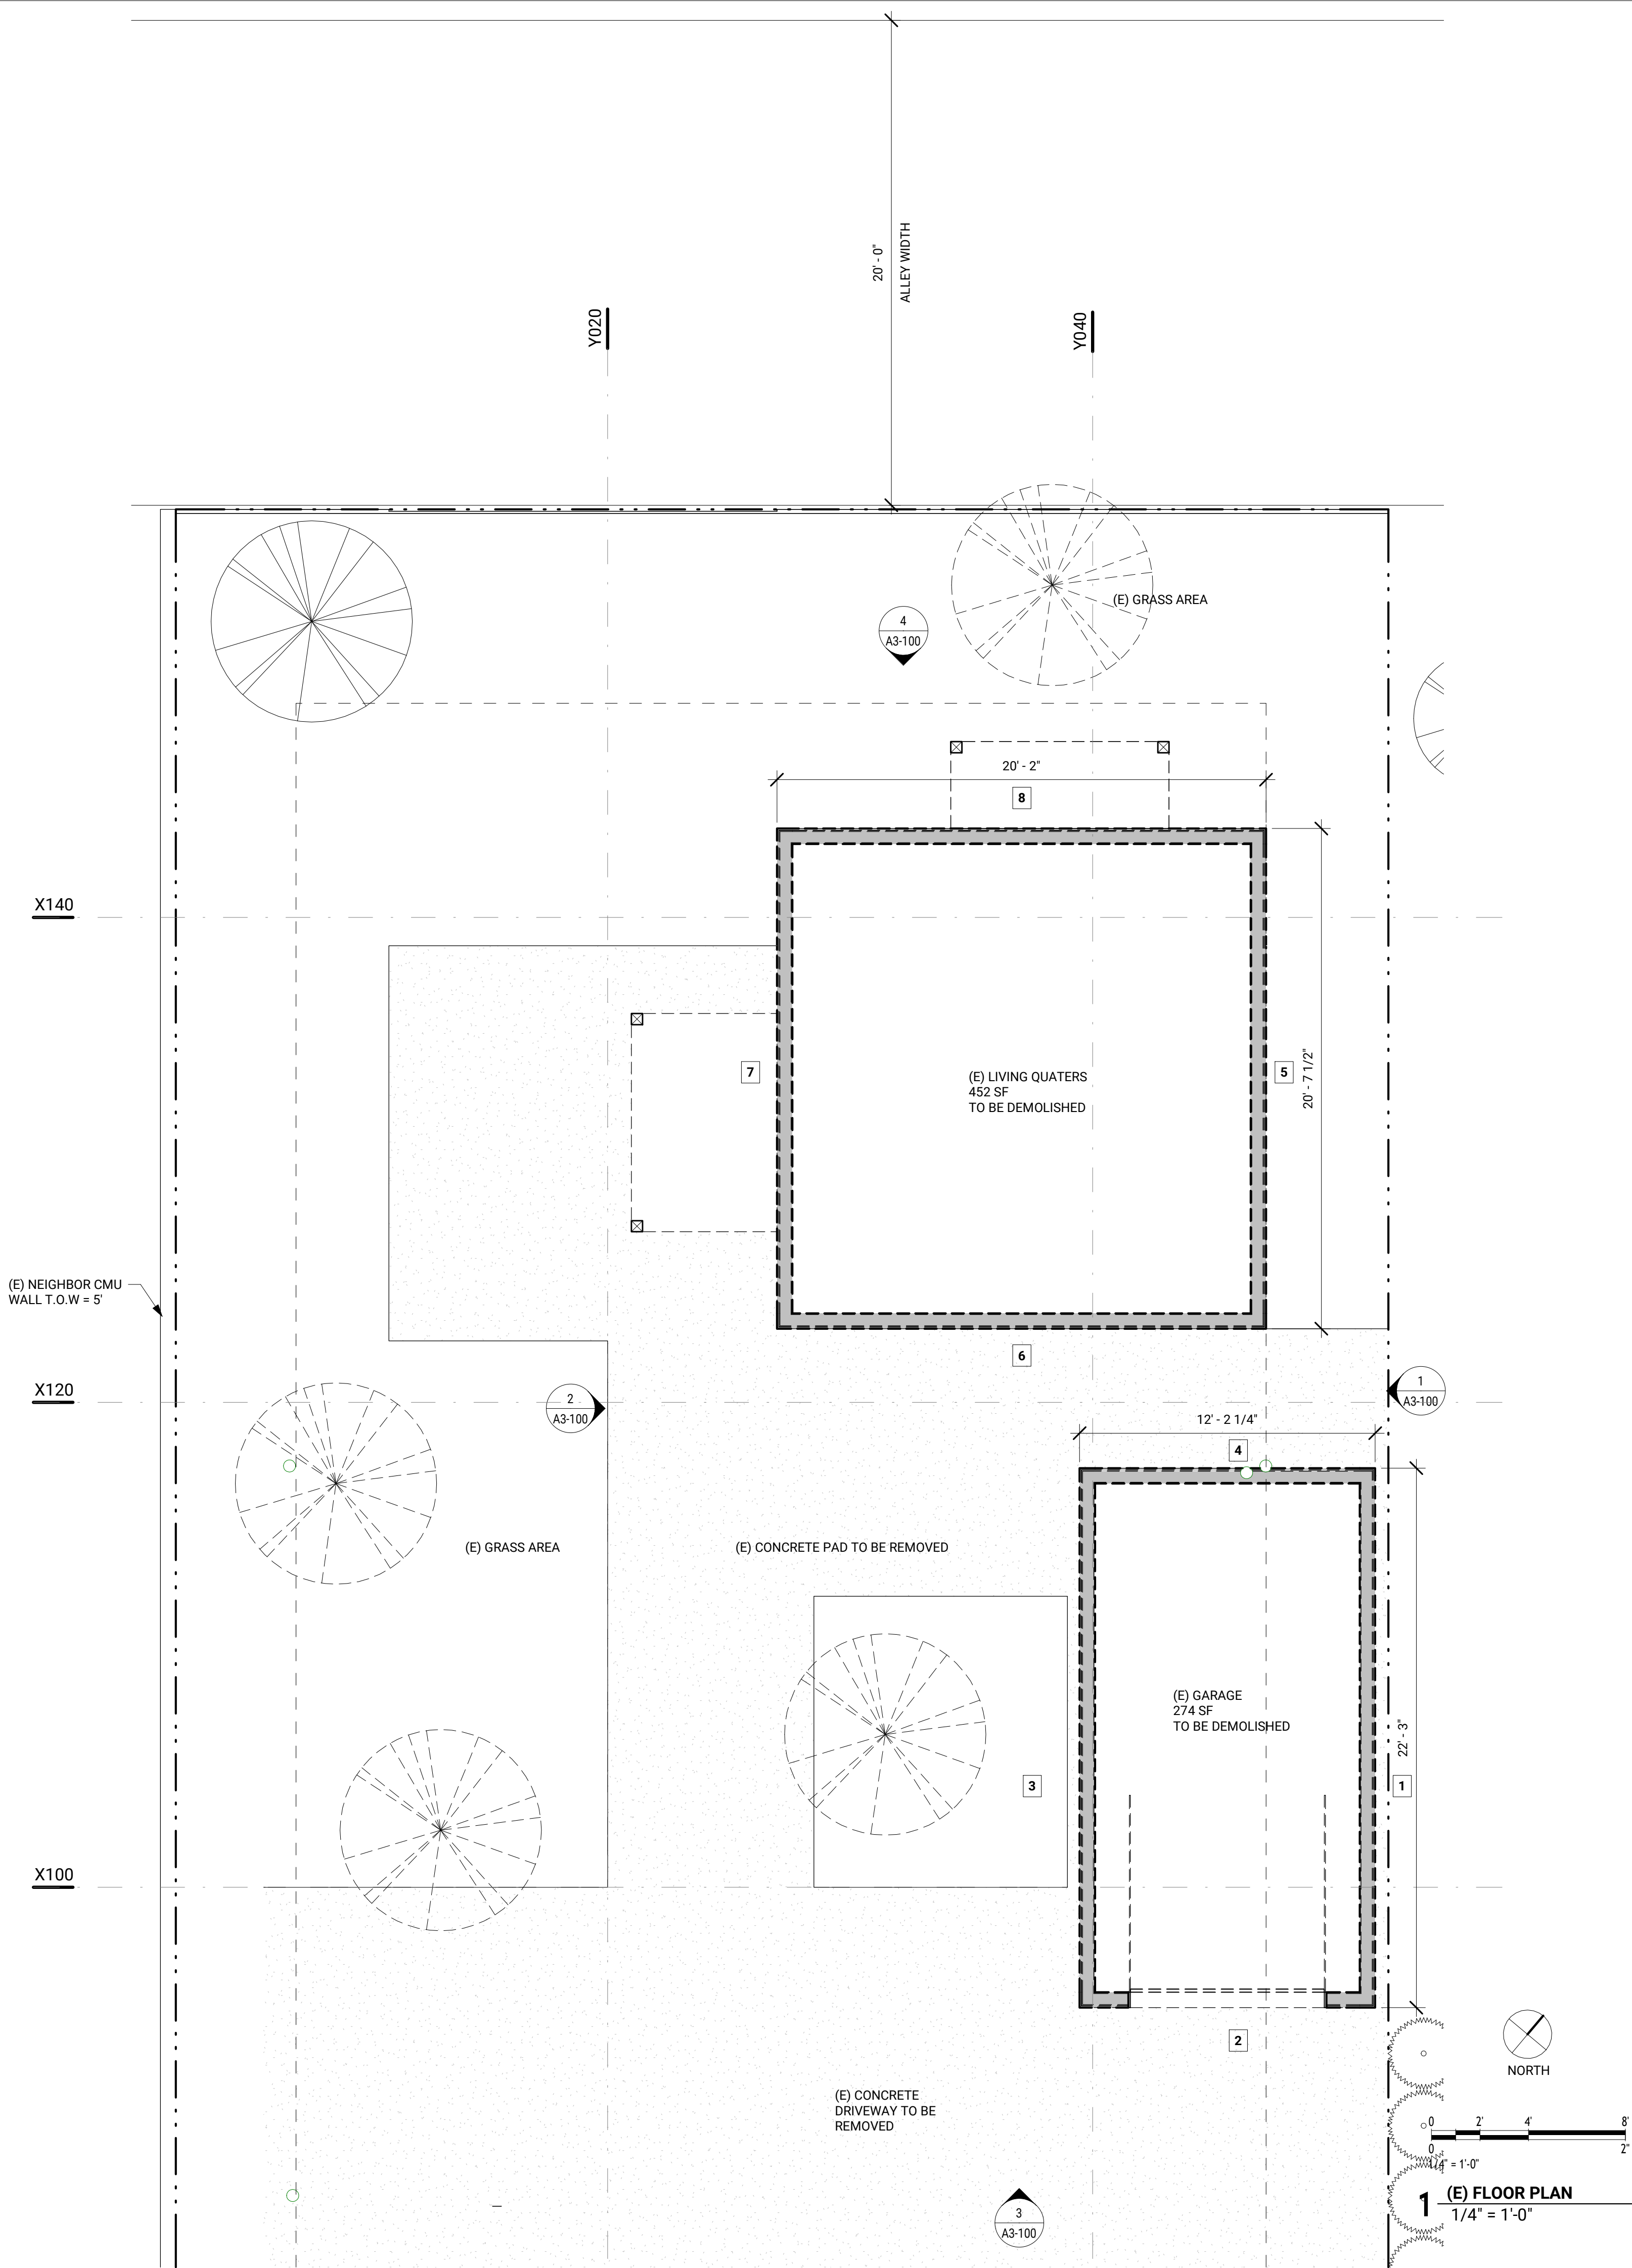 20' - 0"
ALLEY WIDTH
Y020
Y040
(E) GRASS AREA
4
A3-100
20' - 2"
8
X140
7
(E) LIVING QUATERS
452 SF
TO BE DEMOLISHED
5
20' - 7 1/2"
(E) NEIGHBOR CMU
WALL T.O.W = 5'
6
X120
2
A3-100
1
A3-100
12' - 2 1/4"
4
(E) GRASS AREA
(E) CONCRETE PAD TO BE REMOVED
(E) GARAGE
274 SF
TO BE DEMOLISHED
22' - 3"
3
1
X100
2
NORTH
(E) CONCRETE
DRIVEWAY TO BE
REMOVED
0 2' 4' 8'
0 2"
1/4" = 1'-0"
3
A3-100
1
(E) FLOOR PLAN
1/4" = 1'-0"